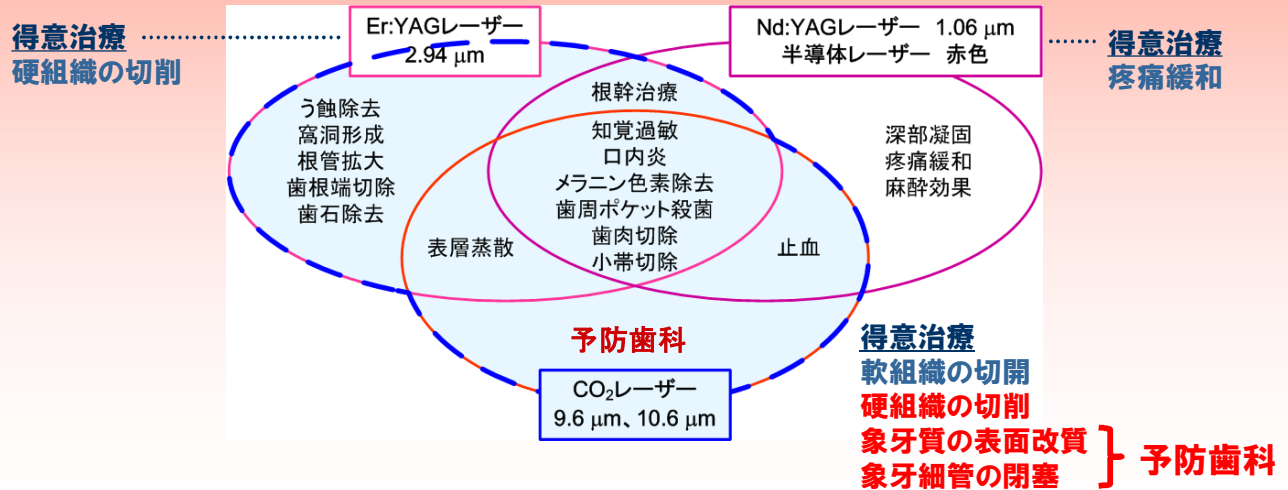 得意治療
硬組織の切削
Er:YAGレーザー
2.94 μm
Nd:YAGレーザー 1.06 μm
半導体レーザー 赤色
得意治療
疼痛緩和
う蝕除去
窩洞形成
根管拡大
歯根端切除
歯石除去
根幹治療
知覚過敏
口内炎
メラニン色素除去
歯周ポケット殺菌
歯肉切除
小帯切除
深部凝固
疼痛緩和
麻酔効果
表層蒸散
止血
予防歯科
CO₂レーザー
9.6 μm、10.6 μm
得意治療
軟組織の切開
硬組織の切削
象牙質の表面改質
象牙細管の閉塞
予防歯科